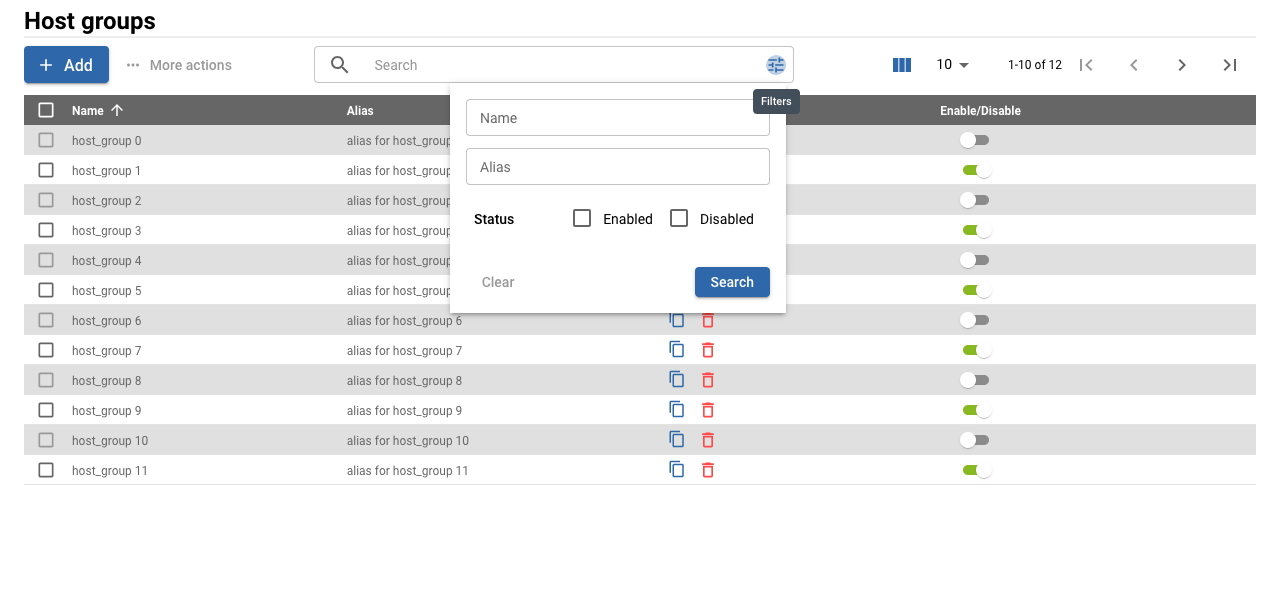 Host groups
Add
More actions
Search
10
1-10 of 12
Filters
Name
Alias
Enable/Disable
Name
Alias
Status
Enabled
Disabled
Clear
Search
host_group 0 alias for host_group
host_group 1 alias for host_group
host_group 2 alias for host_group
host_group 3 alias for host_group
host_group 4 alias for host_group
host_group 5 alias for host_group
host_group 6 alias for host_group 6
host_group 7 alias for host_group 7
host_group 8 alias for host_group 8
host_group 9 alias for host_group 9
host_group 10 alias for host_group 10
host_group 11 alias for host_group 11